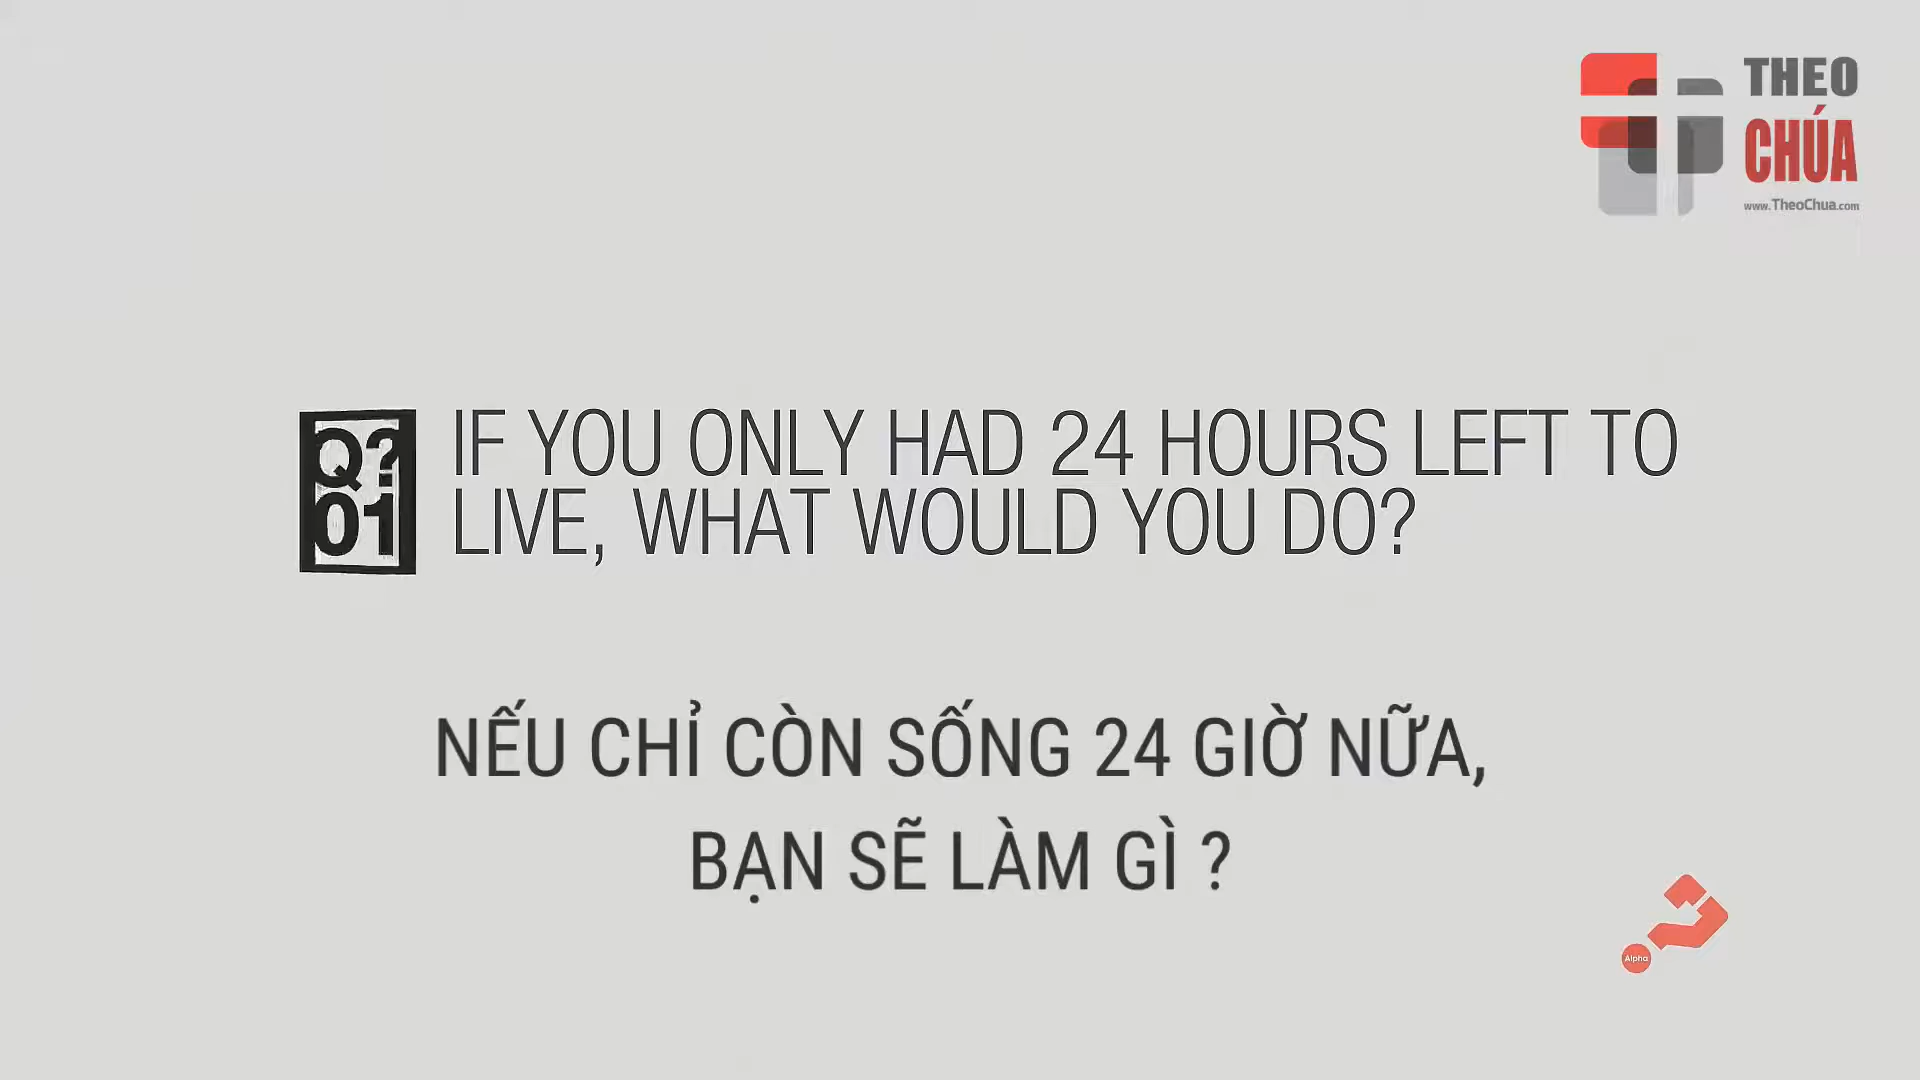 THEO
CHÚA
www.TheoChua.com
Q?
01
IF YOU ONLY HAD 24 HOURS LEFT TO
LIVE, WHAT WOULD YOU DO?
NẾU CHỈ CÒN SỐNG 24 GIỜ NỮA,
BẠN SẼ LÀM GÌ ?
Alpha